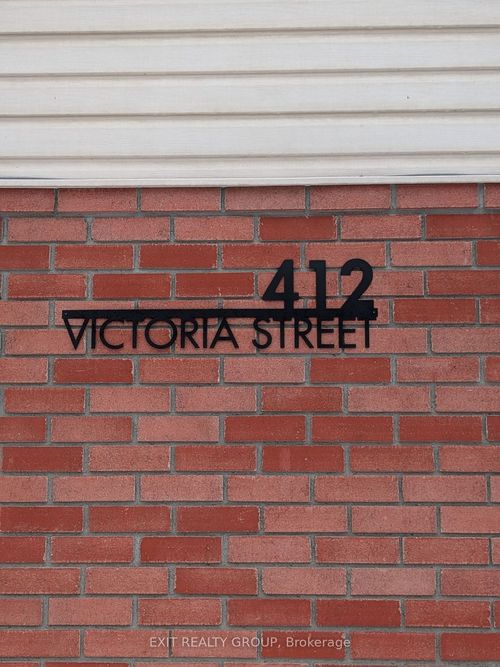 412
VICTORIA STREET
EXIT REALTY GROUP, Brokerage